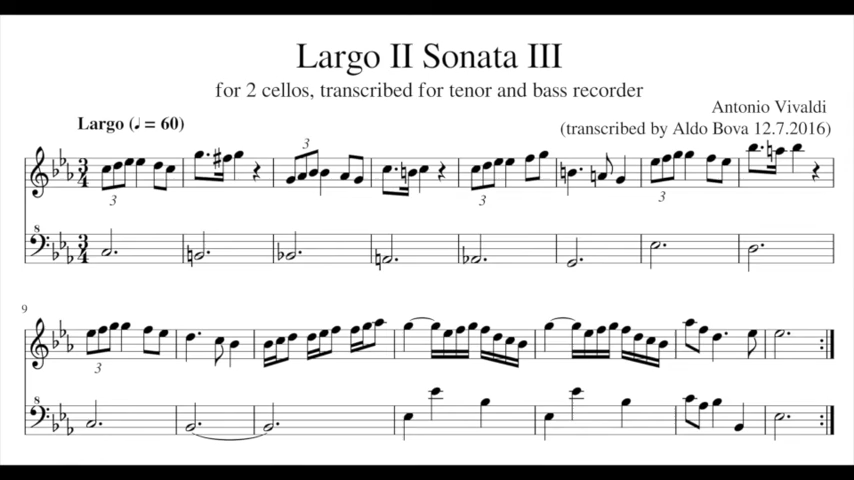 Largo II Sonata III
for 2 cellos, transcribed for tenor and bass recorder
Antonio Vivaldi
Largo (♩ = 60)
(transcribed by Aldo Bova 12.7.2016)
3
3 4
3
3
3
3
8
3 4
9
3
8